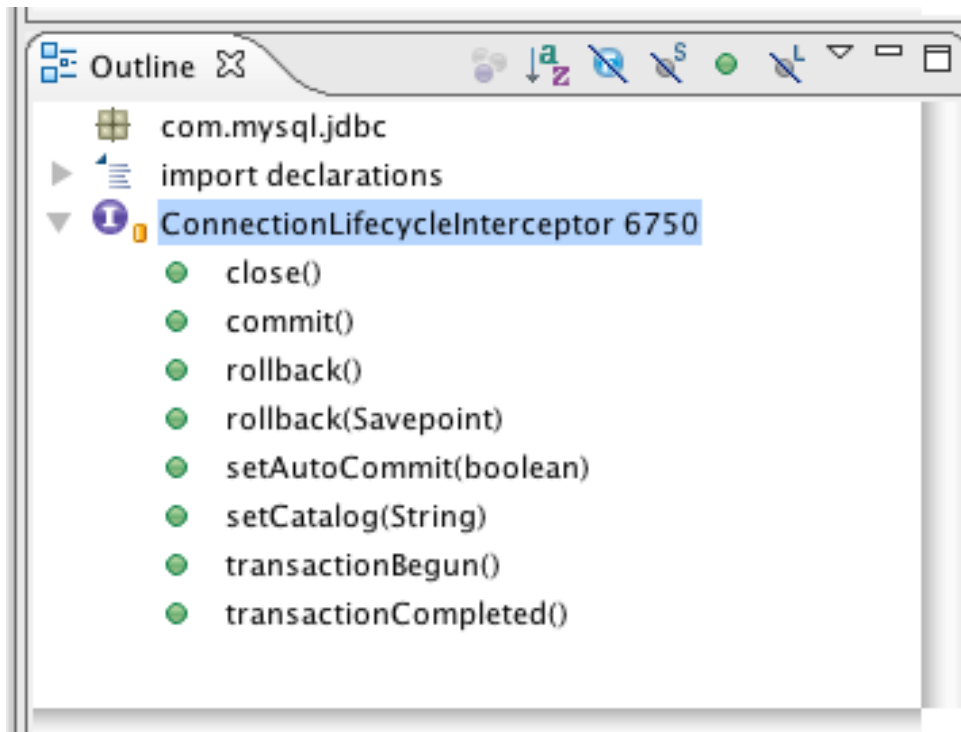 Outline
com.mysql.jdbc
import declarations
ConnectionLifecycleInterceptor 6750
close()
commit()
rollback()
rollback(Savepoint)
setAutoCommit(boolean)
setCatalog(String)
transactionBegun()
transactionCompleted()